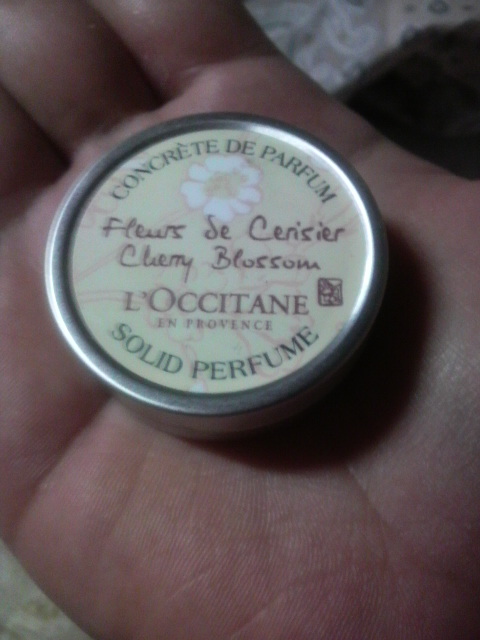 CONCRÈTE DE PARFUM
Fleurs de Cerisier
Cherry Blossom
L'OCCITANE
EN PROVENCE
SOLID PERFUME